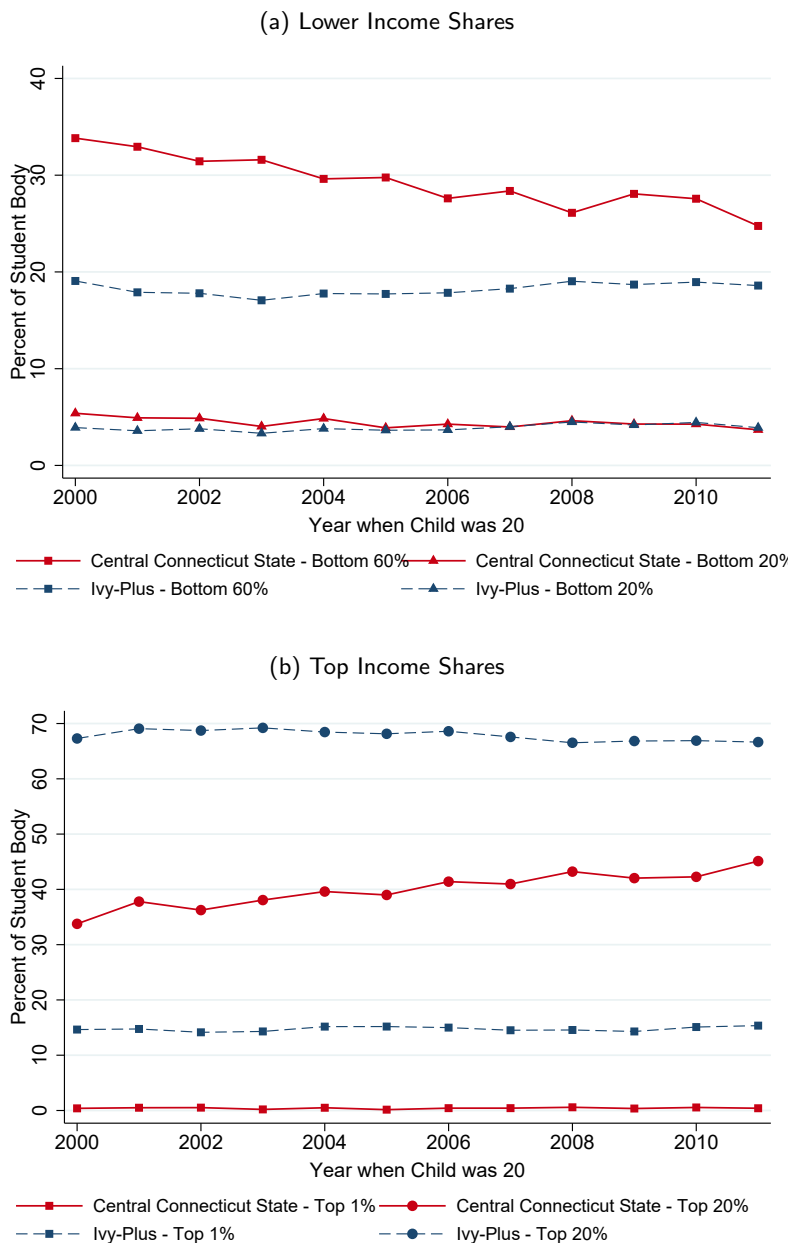 (a) Lower Income Shares
Percent of Student Body
40
30
20
10
0
2000 2002 2004 2006 2008 2010
Year when Child was 20
Central Connecticut State - Bottom 60% Central Connecticut State - Bottom 20%
Ivy-Plus - Bottom 60% Ivy-Plus - Bottom 20%
(b) Top Income Shares
Percent of Student Body
70
60
50
40
30
20
10
0
2000 2002 2004 2006 2008 2010
Year when Child was 20
Central Connecticut State - Top 1% Central Connecticut State - Top 20%
Ivy-Plus - Top 1% Ivy-Plus - Top 20%